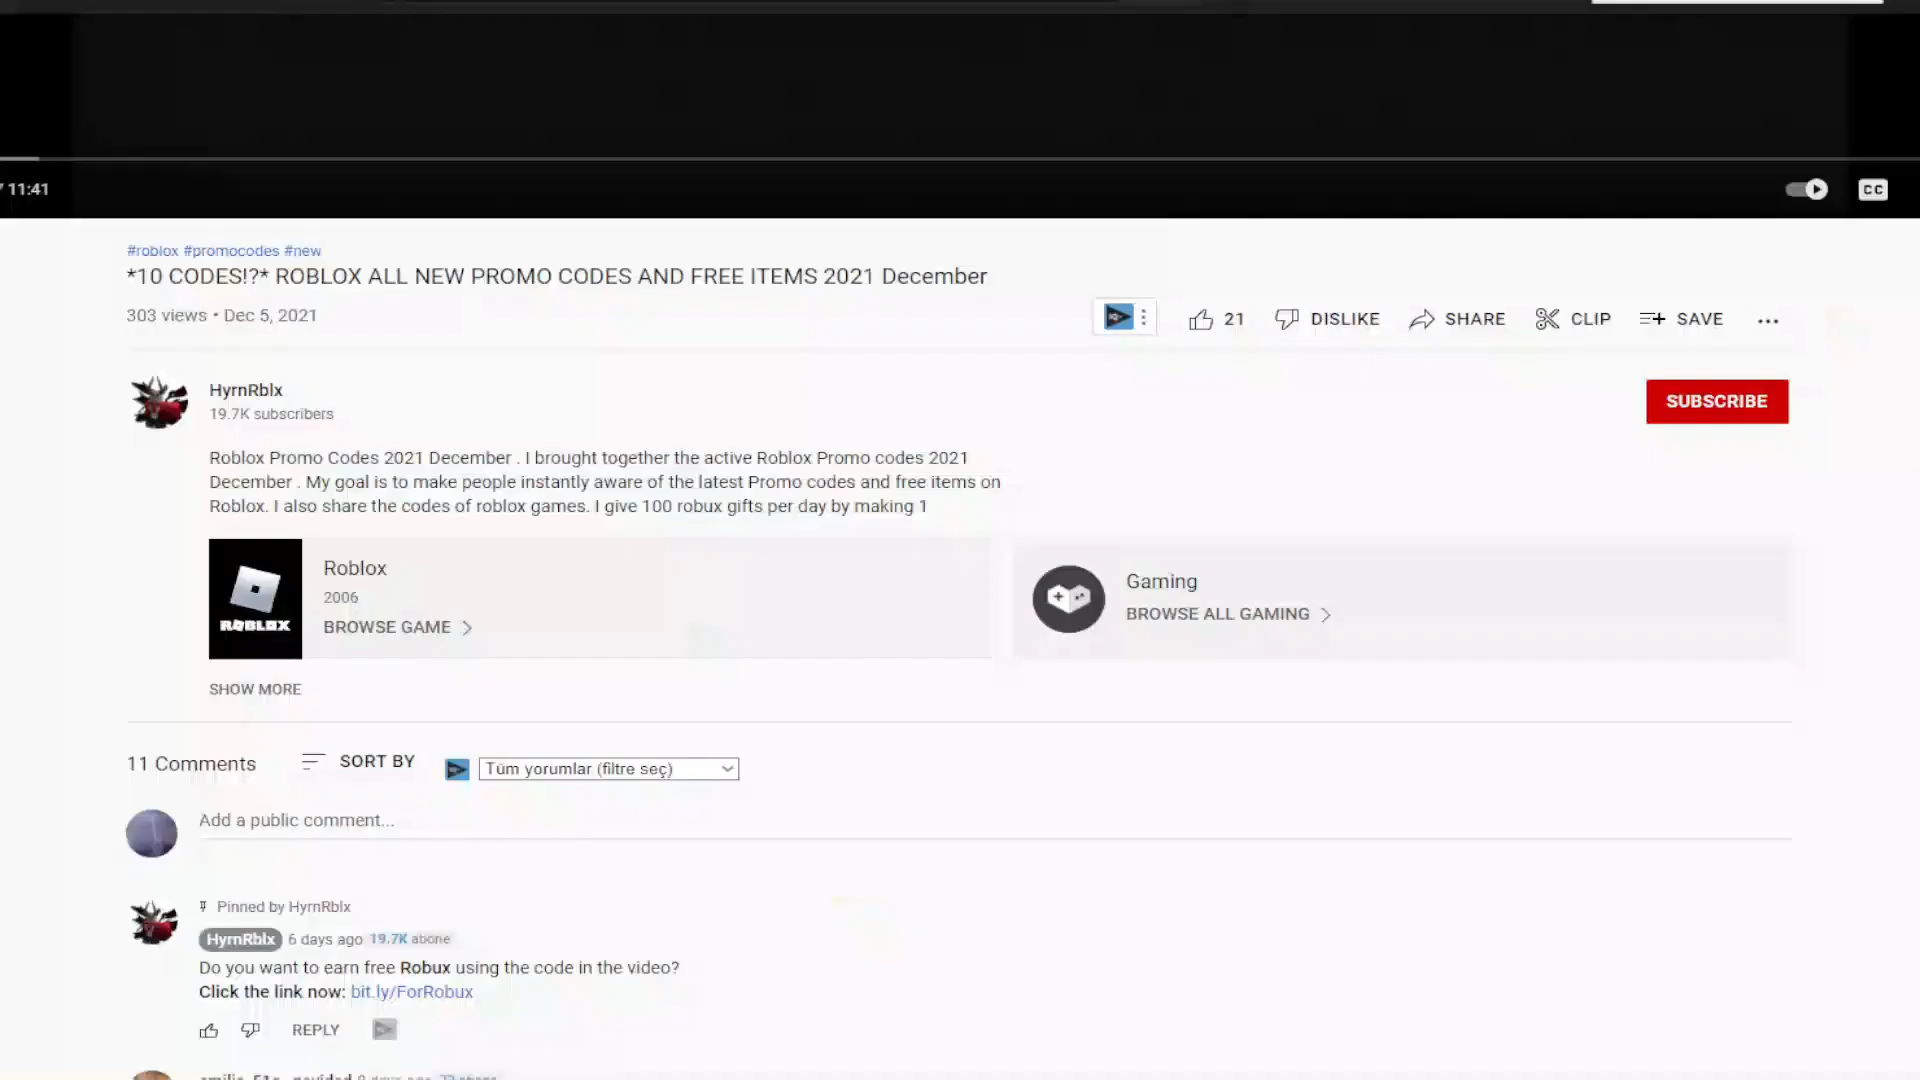 11:41
CC
#roblox #promocodes #new
*10 CODES!?* ROBLOX ALL NEW PROMO CODES AND FREE ITEMS 2021 December
303 views • Dec 5, 2021
21
DISLIKE
SHARE
CLIP
SAVE
HyrnRblx
19.7K subscribers
SUBSCRIBE
Roblox Promo Codes 2021 December . I brought together the active Roblox Promo codes 2021
December . My goal is to make people instantly aware of the latest Promo codes and free items on
Roblox. I also share the codes of roblox games. I give 100 robux gifts per day by making 1
ROBLOX
Roblox
2006
BROWSE GAME
Gaming
BROWSE ALL GAMING
SHOW MORE
11 Comments
SORT BY
Tüm yorumlar (filtre seç)
Add a public comment...
Pinned by HyrnRblx
HyrnRblx 6 days ago 19.7K abone
Do you want to earn free Robux using the code in the video?
Click the link now: bit.ly/ForRobux
REPLY